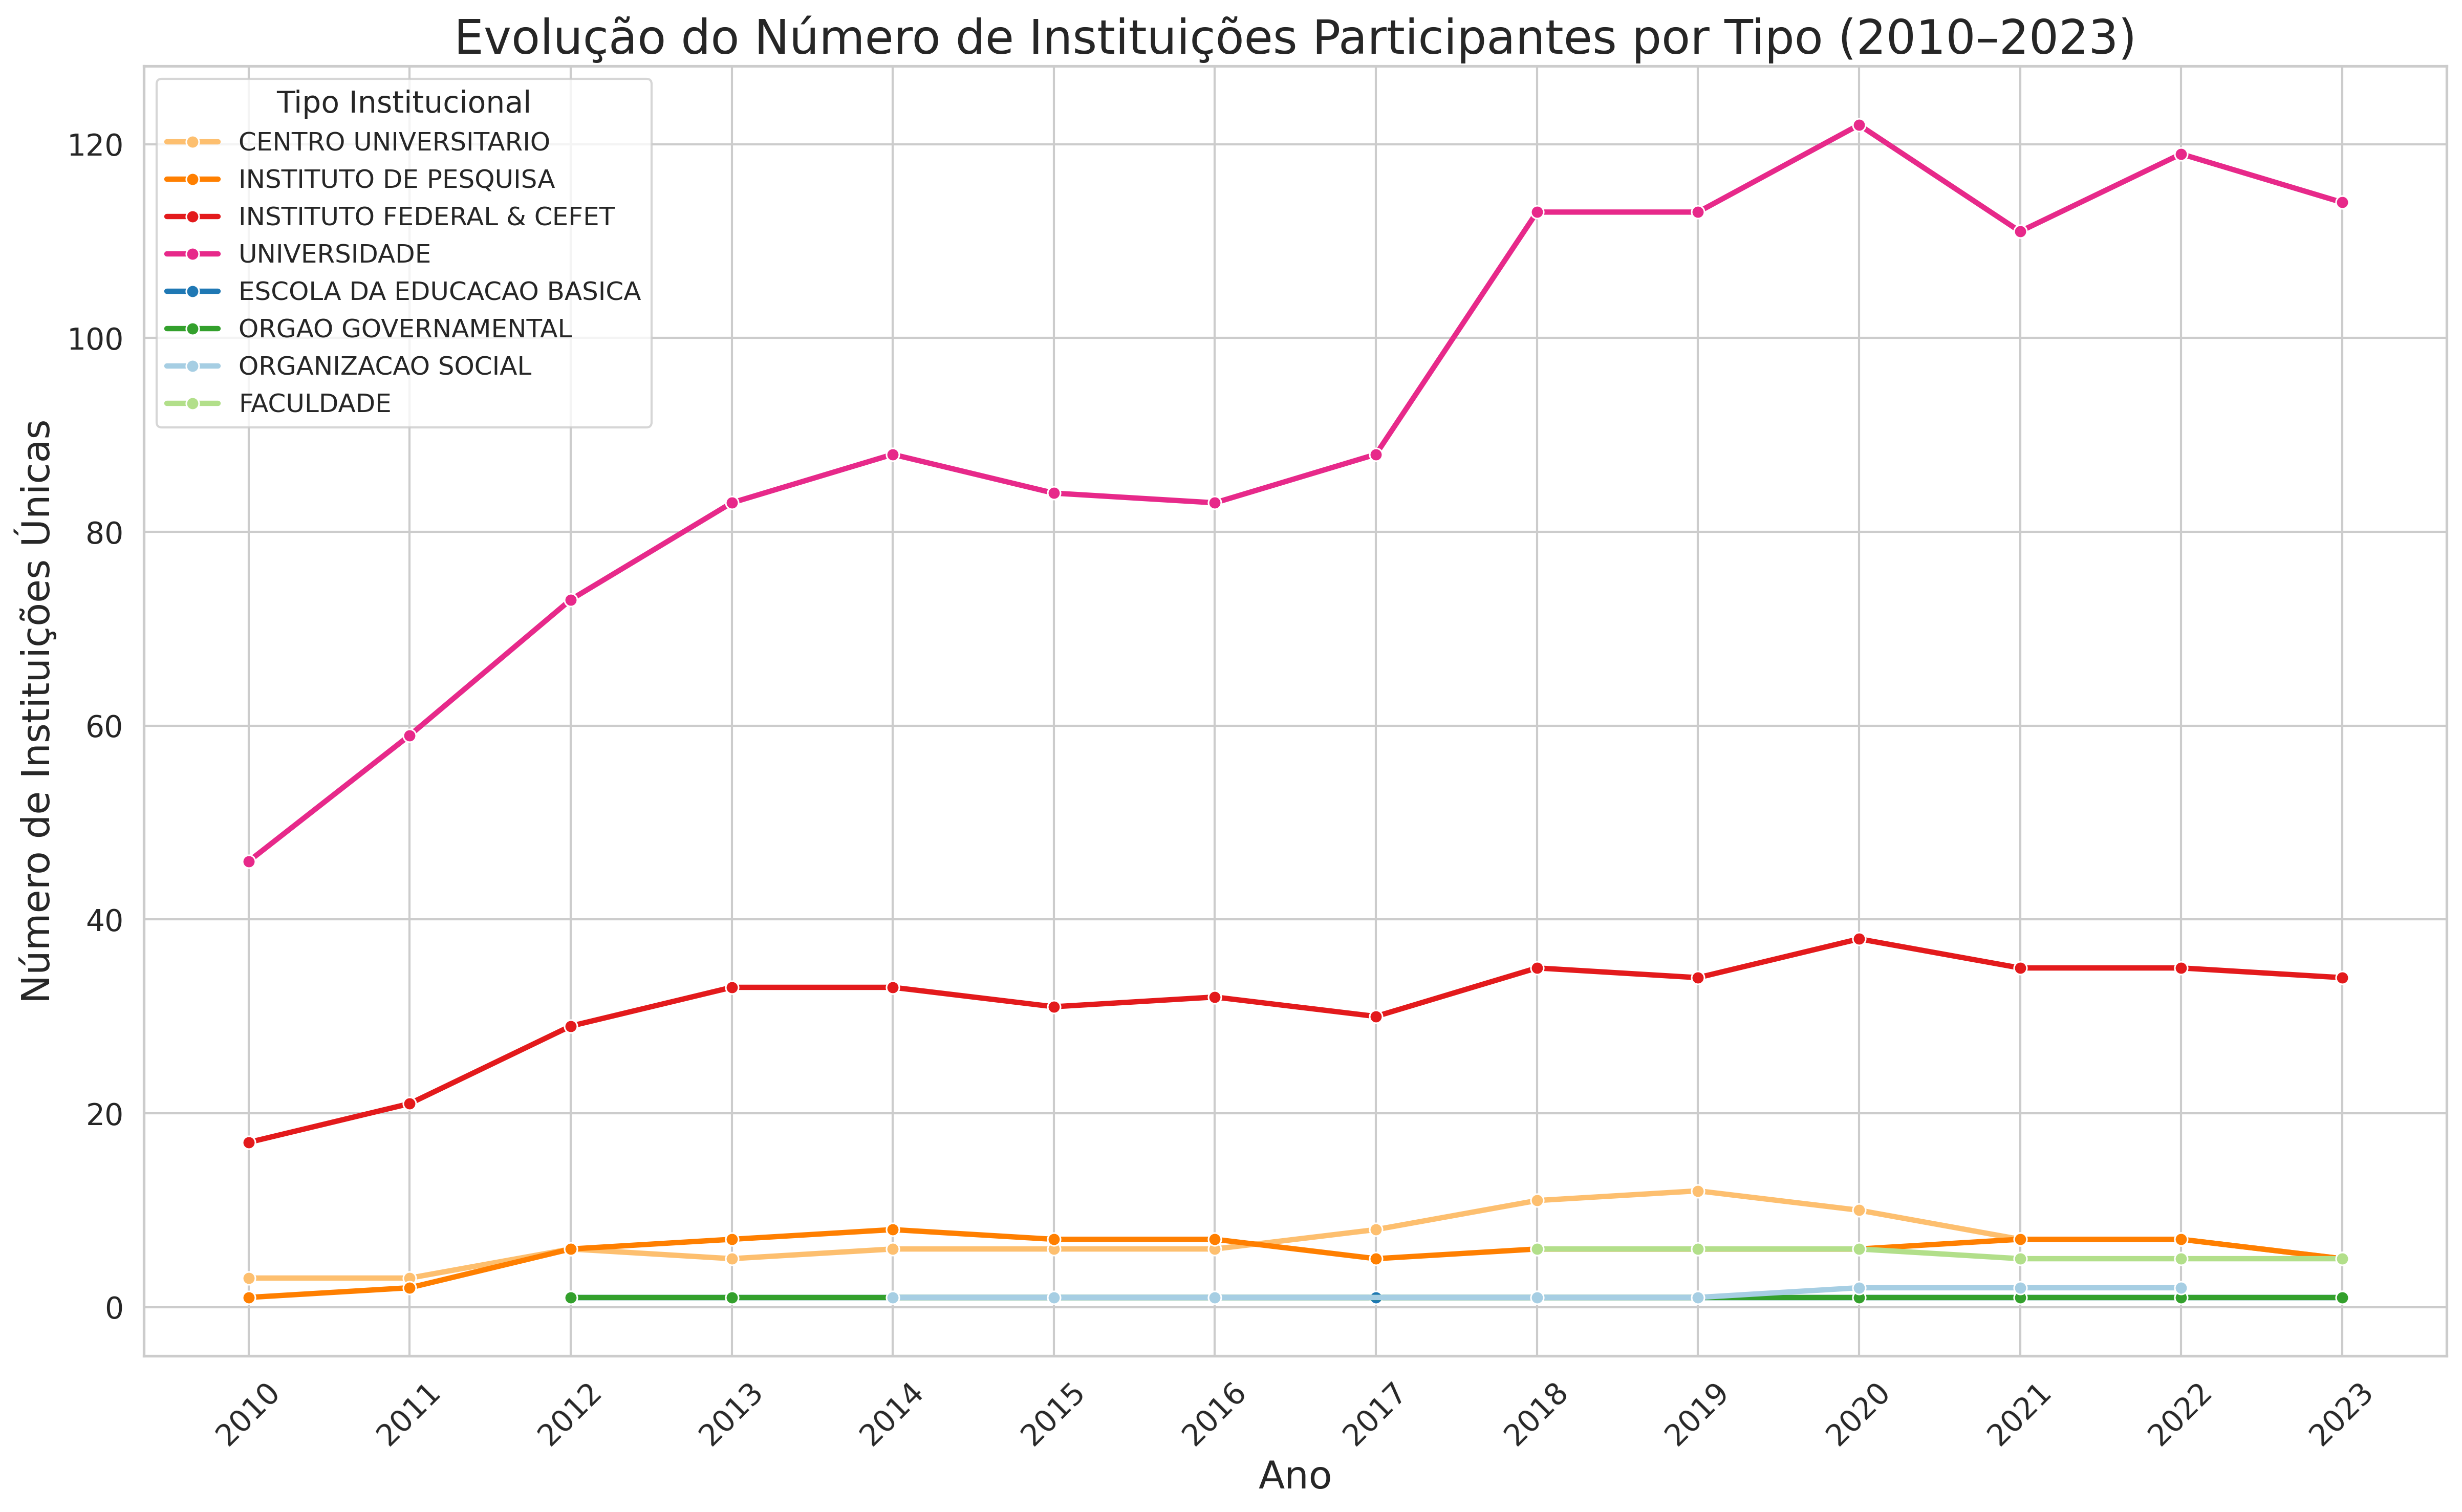 Evolução do Número de Instituições Participantes por Tipo (2010–2023)
Tipo Institucional
CENTRO UNIVERSITARIO
INSTITUTO DE PESQUISA
INSTITUTO FEDERAL & CEFET
UNIVERSIDADE
ESCOLA DA EDUCACAO BASICA
ORGAO GOVERNAMENTAL
ORGANIZACAO SOCIAL
FACULDADE
Número de Instituições Únicas
120
100
80
60
40
20
0
2010 2011 2012 2013 2014 2015 2016 2017 2018 2019 2020 2021 2022 2023
Ano